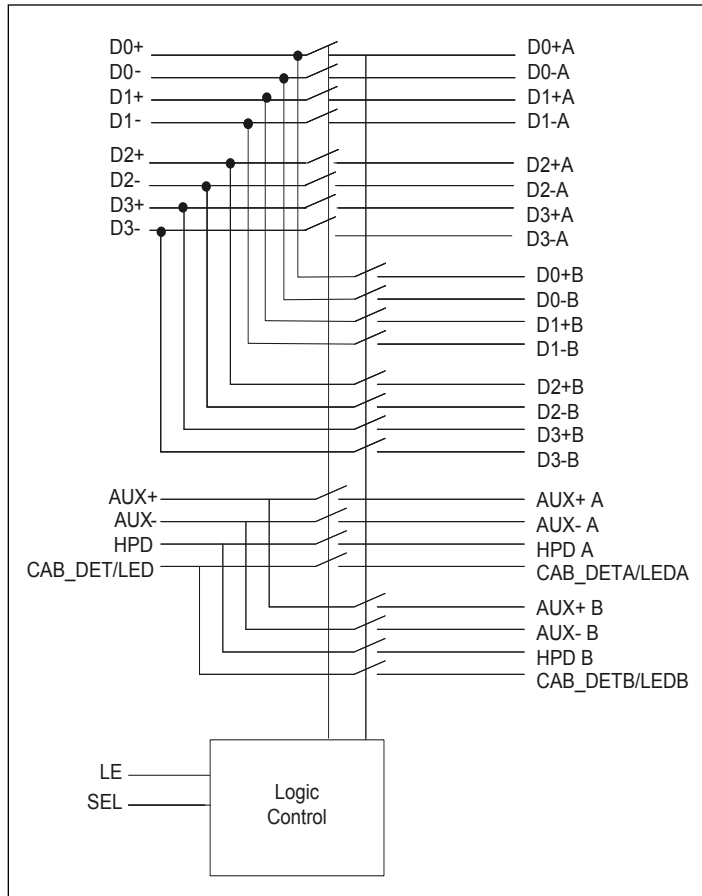 D0+ D0+A
D0- D0-A
D1+ D1+A
D1- D1-A
D2+ D2+A
D2- D2-A
D3+ D3+A
D3- D3-A
D0+B
D0-B
D1+B
D1-B
D2+B
D2-B
D3+B
D3-B
AUX+ AUX+ A
AUX- AUX- A
HPD HPD A
CAB_DET/LED CAB_DETA/LEDA
AUX+ B
AUX- B
HPD B
CAB_DETB/LEDB
LE
SEL
Logic
Control